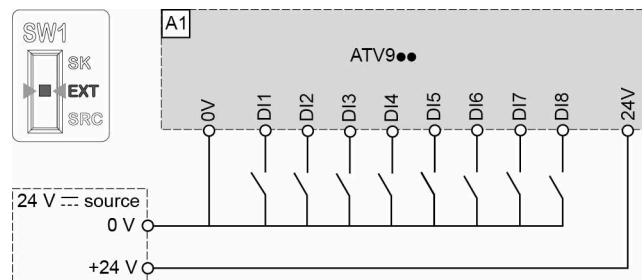 SW1
SK
EXT
SRC
A1
ATV9●●
0V
DI1
DI2
DI3
DI4
DI5
DI6
DI7
DI8
24V
24 V ⎓ source
0 V
+24 V